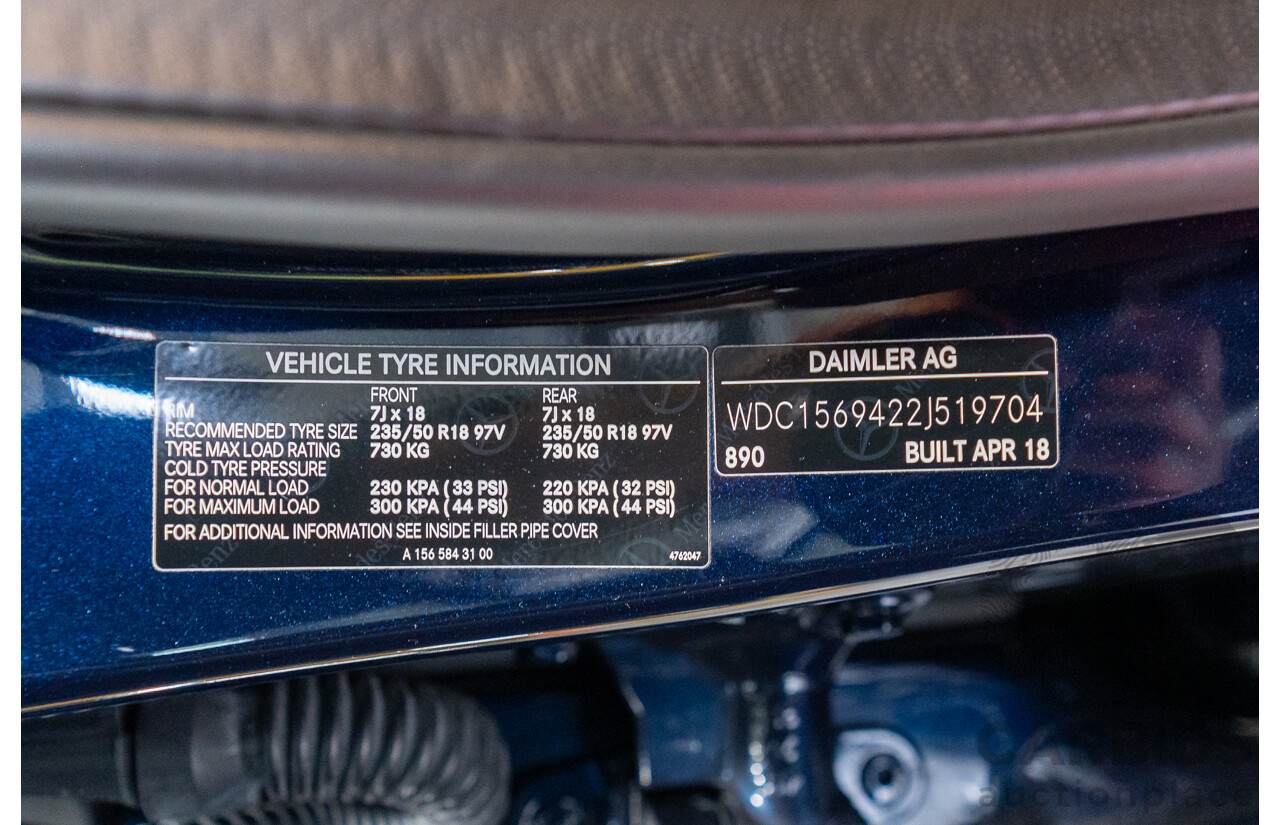 VEHICLE TYRE INFORMATION
FRONT REAR
RIM 7J x 18 7J x 18
RECOMMENDED TYRE SIZE 235/50 R18 97V 235/50 R18 97V
TYRE MAX LOAD RATING 730 KG 730 KG
COLD TYRE PRESSURE
FOR NORMAL LOAD 230 KPA ( 33 PSI) 220 KPA ( 32 PSI)
FOR MAXIMUM LOAD 300 KPA ( 44 PSI) 300 KPA ( 44 PSI)
FOR ADDITIONAL INFORMATION SEE INSIDE FILLER PIPE COVER
A 156 584 31 00 4762047
DAIMLER AG
WDC1569422J519704
890 BUILT APR 18
auctionplace